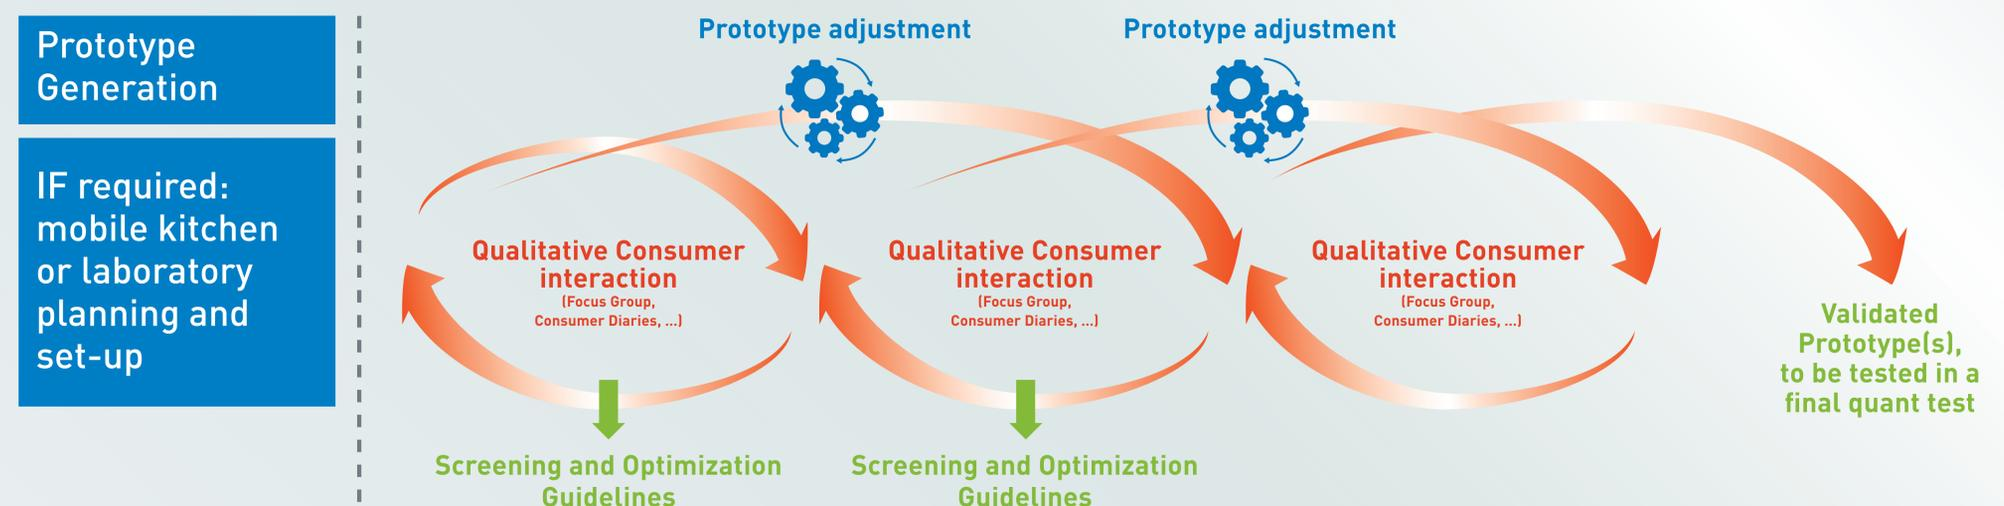 Prototype
Generation
IF required:
mobile kitchen
or laboratory
planning and
set-up
Prototype adjustment
Prototype adjustment
Qualitative Consumer
interaction
(Focus Group,
Consumer Diaries, ...)
Qualitative Consumer
interaction
(Focus Group,
Consumer Diaries, ...)
Qualitative Consumer
interaction
(Focus Group,
Consumer Diaries, ...)
Validated
Prototype(s),
to be tested in a
final quant test
Screening and Optimization
Guidelines
Screening and Optimization
Guidelines